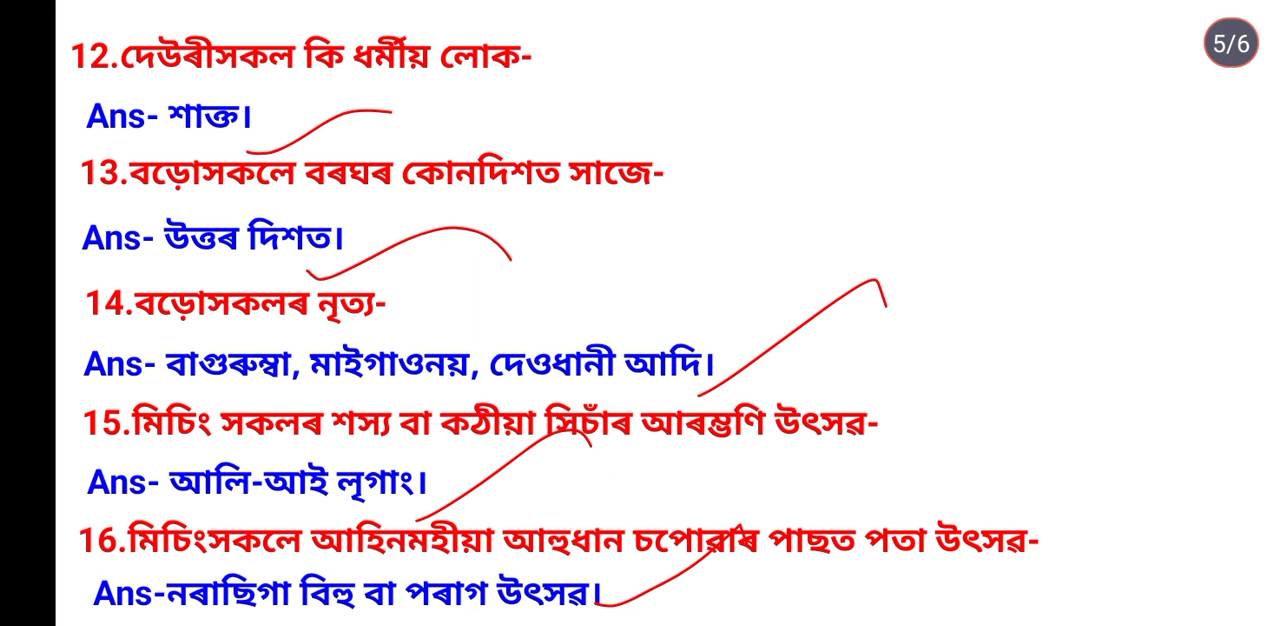 5/6
12.দেউৰীসকল কি ধৰ্মীয় লোক-
Ans- শাক্ত।
13.বড়োসকলে বৰঘৰ কোনদিশত সাজে-
Ans- উত্তৰ দিশত।
14.বড়োসকলৰ নৃত্য-
Ans- বাগুৰুম্বা, মাইগাওনয়, দেওধানী আদি।
15.মিচিং সকলৰ শস্য বা কঠীয়া সিচাঁৰ আৰম্ভণি উৎসৱ-
Ans- আলি-আই লৃগাং।
16.মিচিংসকলে আহিনমহীয়া আহুধান চপোৱাৰ পাছত পতা উৎসৱ-
Ans-নৰাছিগা বিহু বা পৰাগ উৎসৱ।